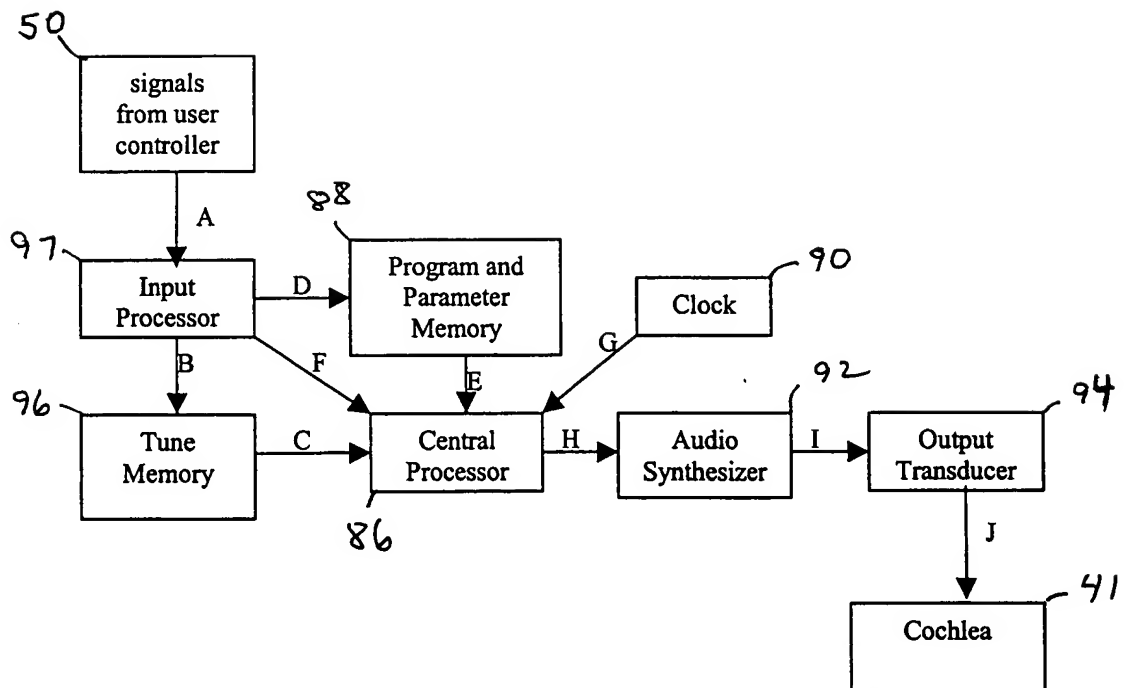 50
signals
from user
controller
A
88
97
Input
Processor
D
Program and
Parameter
Memory
90
Clock
B
F
E
G
96
Tune
Memory
C
Central
Processor
86
H
92
Audio
Synthesizer
I
94
Output
Transducer
J
41
Cochlea